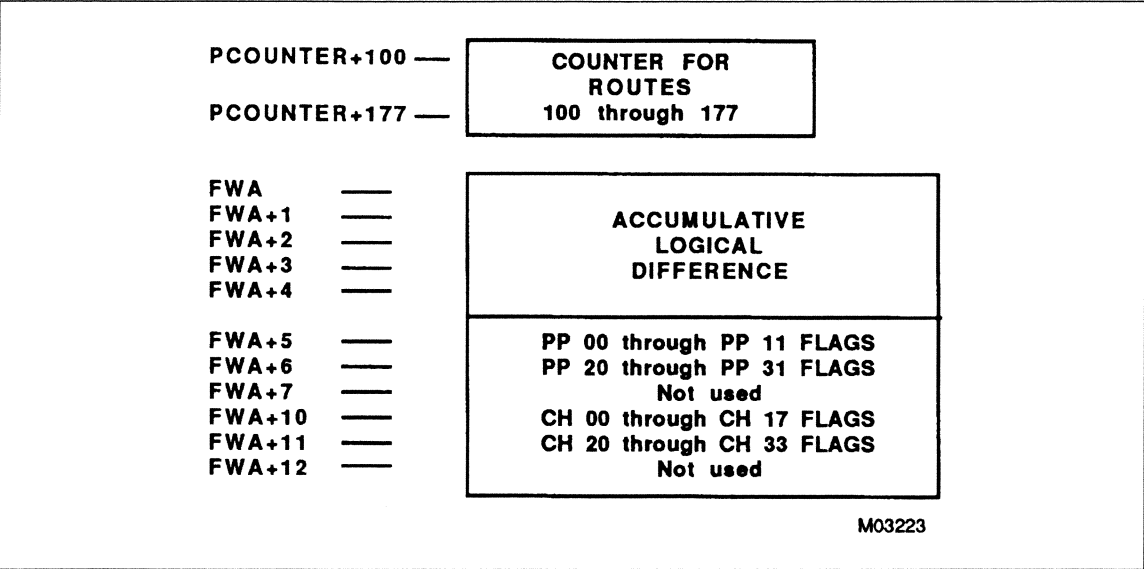 PCOUNTER+100
COUNTER FOR
ROUTES
PCOUNTER+177
100 through 177
FWA
FWA+1
FWA+2
FWA+3
FWA+4
ACCUMULATIVE
LOGICAL
DIFFERENCE
FWA+5 PP 00 through PP 11 FLAGS
FWA+6 PP 20 through PP 31 FLAGS
FWA+7 Not used
FWA+10 CH 00 through CH 17 FLAGS
FWA+11 CH 20 through CH 33 FLAGS
FWA+12 Not used
M03223